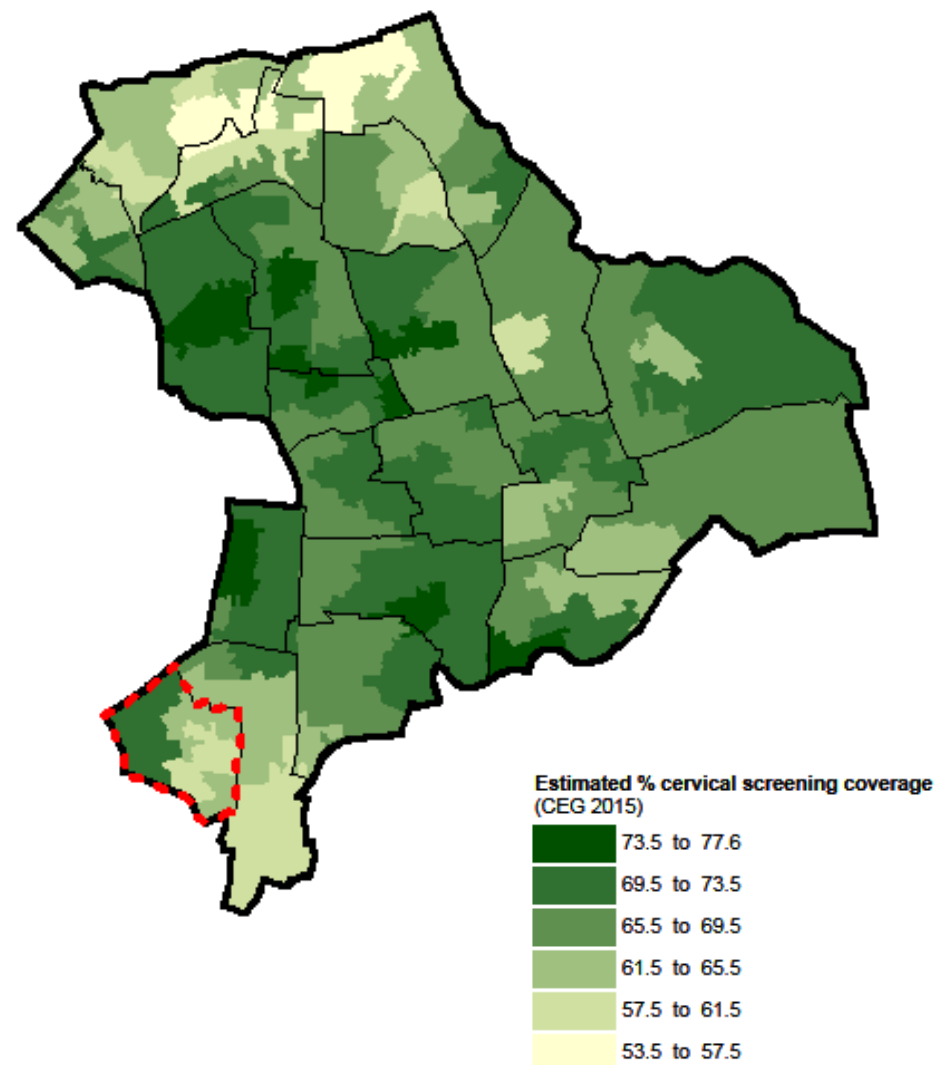 Estimated % cervical screening coverage
(CEG 2015)
73.5 to 77.6
69.5 to 73.5
65.5 to 69.5
61.5 to 65.5
57.5 to 61.5
53.5 to 57.5